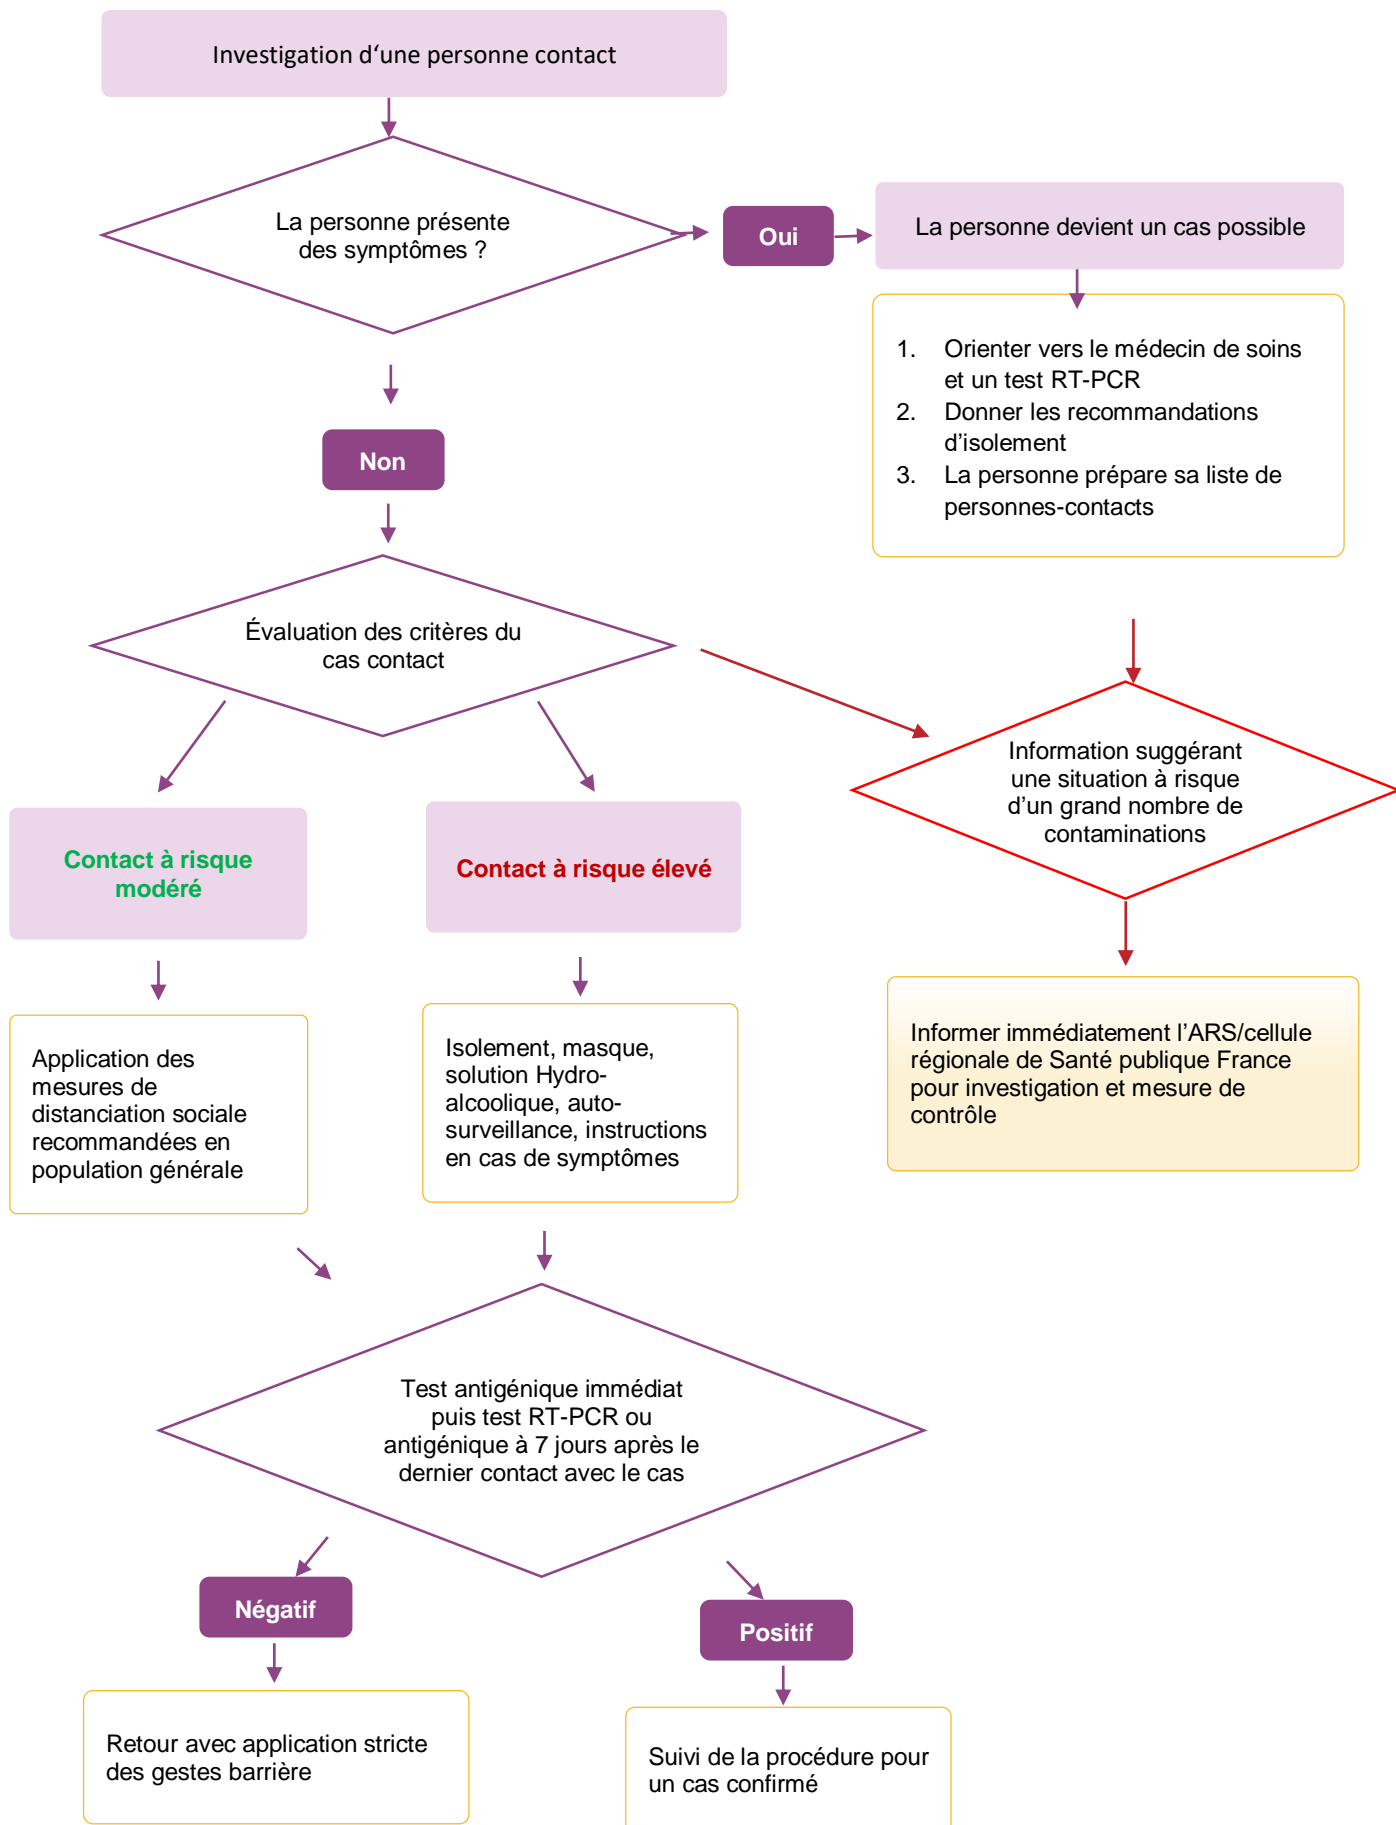 Investigation d‘une personne contact
La personne présente
des symptômes ?
Oui
La personne devient un cas possible
1. Orienter vers le médecin de soins
et un test RT-PCR
2. Donner les recommandations
d’isolement
3. La personne prépare sa liste de
personnes-contacts
Non
Évaluation des critères du
cas contact
Information suggérant
une situation à risque
d’un grand nombre de
contaminations
Contact à risque
modéré
Contact à risque élevé
Application des
mesures de
distanciation sociale
recommandées en
population générale
Isolement, masque,
solution Hydro-
alcoolique, auto-
surveillance, instructions
en cas de symptômes
Informer immédiatement l’ARS/cellule
régionale de Santé publique France
pour investigation et mesure de
contrôle
Test antigénique immédiat
puis test RT-PCR ou
antigénique à 7 jours après le
dernier contact avec le cas
Négatif
Positif
Retour avec application stricte
des gestes barrière
Suivi de la procédure pour
un cas confirmé